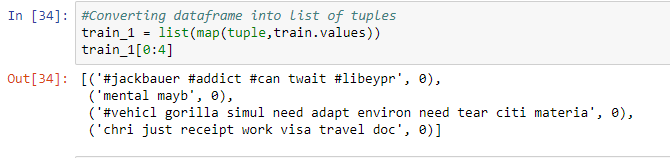 In [34]: #Converting dataframe into list of tuples
train_1 = list(map(tuple,train.values))
train_1[0:4]
Out[34]: [('#jackbauer #addict #can twait #libeypr', 0),
('mental mayb', 0),
('#vehicl gorilla simul need adapt environ need tear citi materia', 0),
('chri just receipt work visa travel doc', 0)]